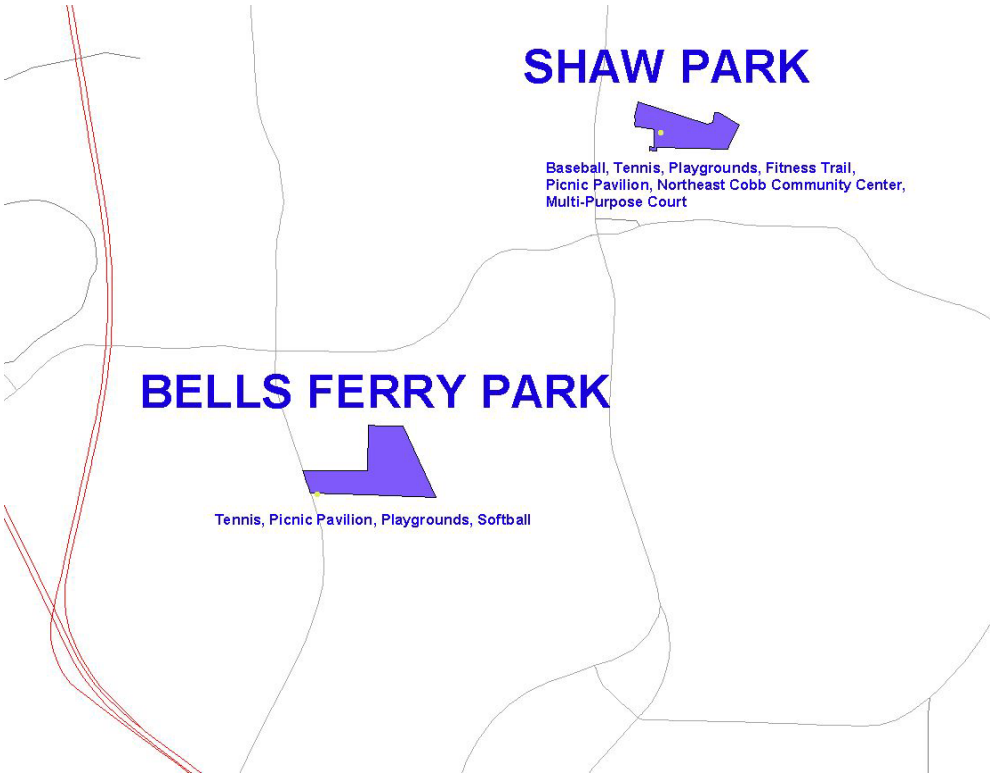 SHAW PARK
Baseball, Tennis, Playgrounds, Fitness Trail,
Picnic Pavilion, Northeast Cobb Community Center,
Multi-Purpose Court
BELLS FERRY PARK
Tennis, Picnic Pavilion, Playgrounds, Softball